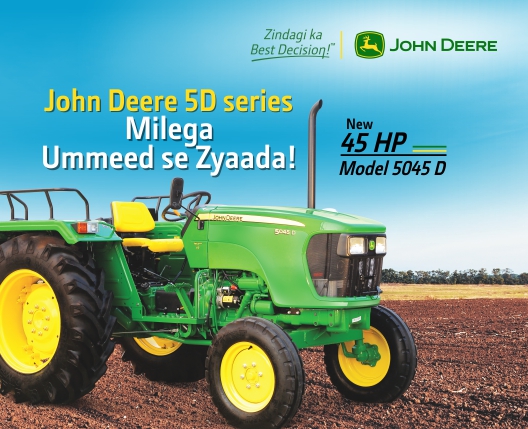 Zindagi ka
Best Decision!™
JOHN DEERE
John Deere 5D series
Milega
Ummeed se Zyaada!
New
45 HP
Model 5045 D
JOHN DEERE
5045 D